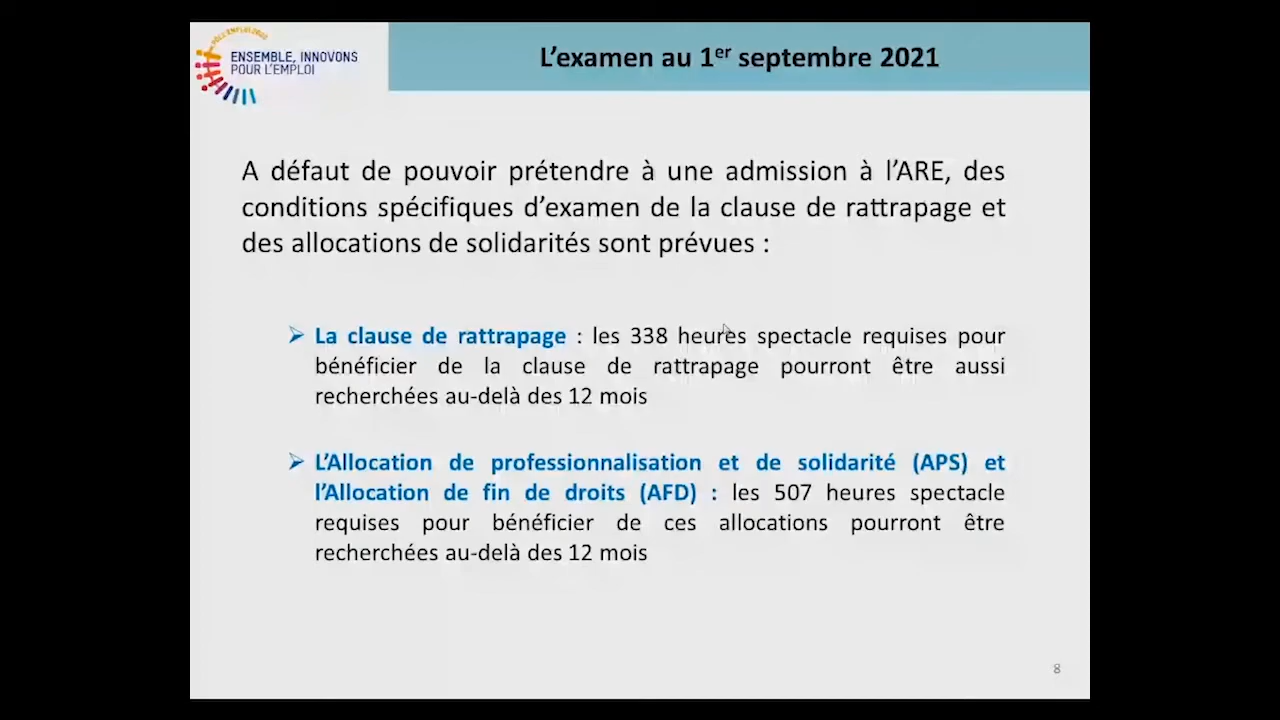 PÔLE EMPLOI 2020
ENSEMBLE, INNOVONS
POUR L'EMPLOI
L'examen au 1er septembre 2021
A défaut de pouvoir prétendre à une admission à l'ARE, des
conditions spécifiques d'examen de la clause de rattrapage et
des allocations de solidarités sont prévues :
➢ La clause de rattrapage : les 338 heures spectacle requises pour
bénéficier de la clause de rattrapage pourront être aussi
recherchées au-delà des 12 mois
➢ L'Allocation de professionnalisation et de solidarité (APS) et
l'Allocation de fin de droits (AFD) : les 507 heures spectacle
requises pour bénéficier de ces allocations pourront être
recherchées au-delà des 12 mois
8